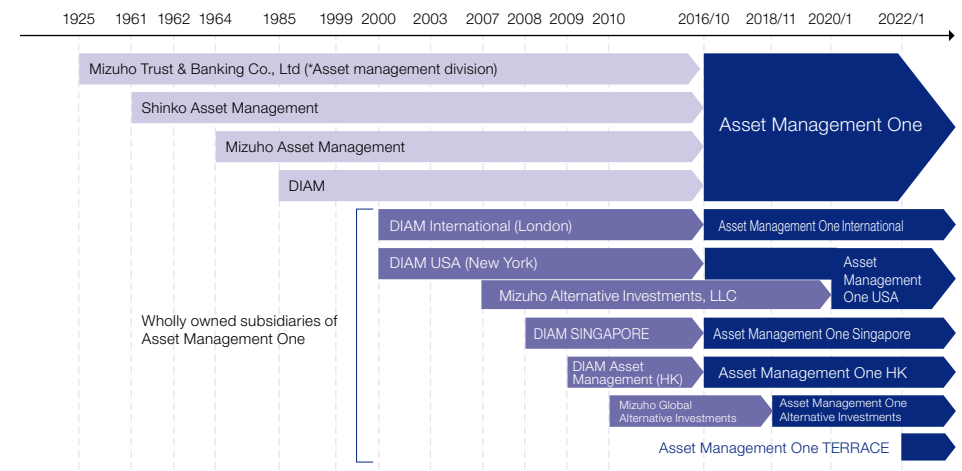 1925 1961 1962 1964 1985 1999 2000 2003 2007 2008 2009 2010 2016/10 2018/11 2020/1 2022/1
Mizuho Trust & Banking Co., Ltd (*Asset management division)
Shinko Asset Management
Asset Management One
Mizuho Asset Management
DIAM
DIAM International (London)
Asset Management One International
DIAM USA (New York)
Asset
Management
One USA
Mizuho Alternative Investments, LLC
Wholly owned subsidiaries of
Asset Management One
DIAM SINGAPORE
Asset Management One Singapore
DIAM Asset
Management (HK)
Asset Management One HK
Mizuho Global
Alternative Investments
Asset Management One
Alternative Investments
Asset Management One TERRACE